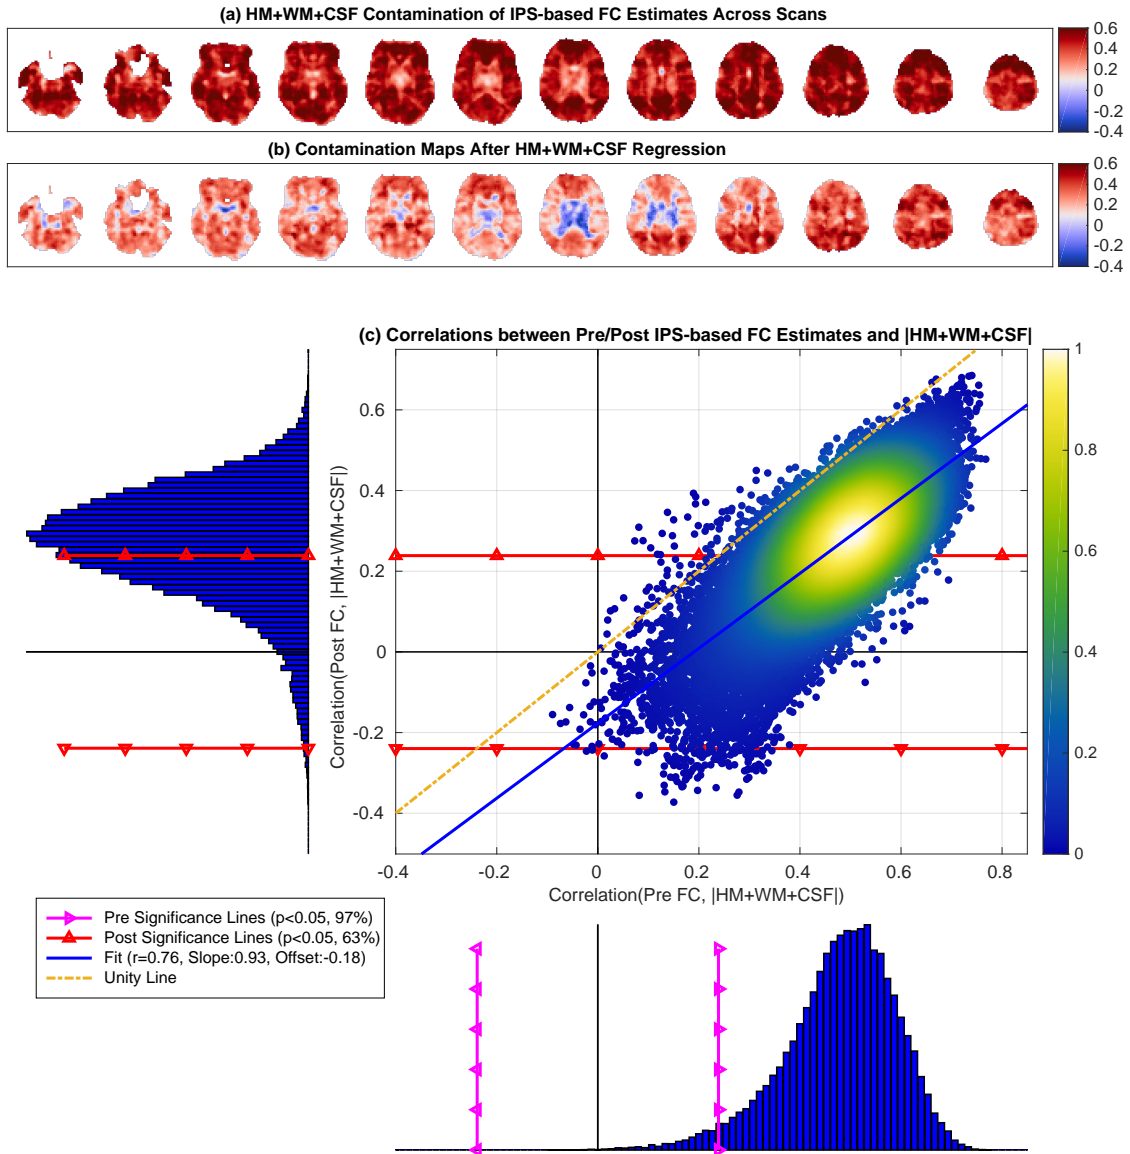 (a) HM+WM+CSF Contamination of IPS-based FC Estimates Across Scans
L
0.6
0.4
0.2
0
-0.2
-0.4
(b) Contamination Maps After HM+WM+CSF Regression
L
0.6
0.4
0.2
0
-0.2
-0.4
(c) Correlations between Pre/Post IPS-based FC Estimates and |HM+WM+CSF|
Correlation(Post FC, |HM+WM+CSF|)
0.6
0.4
0.2
0
-0.2
-0.4
-0.4 -0.2 0 0.2 0.4 0.6 0.8
Correlation(Pre FC, |HM+WM+CSF|)
1
0.8
0.6
0.4
0.2
0
Pre Significance Lines (p<0.05, 97%)
Post Significance Lines (p<0.05, 63%)
Fit (r=0.76, Slope:0.93, Offset:-0.18)
Unity Line